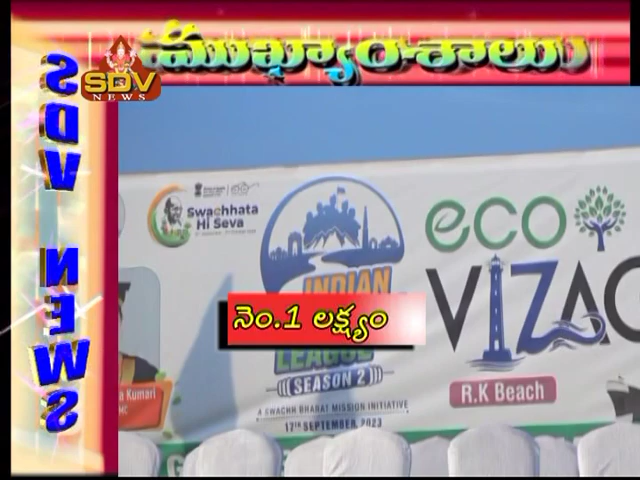 ముఖ్యాంశాలు
SDV
NEWS
SDV NEWS
Swachhata
Hi Seva
INDIAN
LEAGUE
SEASON 2
A SWACHH BHARAT MISSION INITIATIVE
17TH SEPTEMBER, 2023
eco
VIZAG
R.K Beach
నెం.1 లక్ష్యం
Kumari